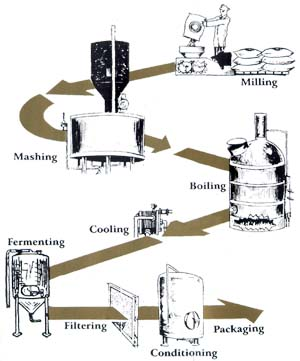 Milling
Mashing
Boiling
Cooling
Fermenting
Filtering
Packaging
Conditioning